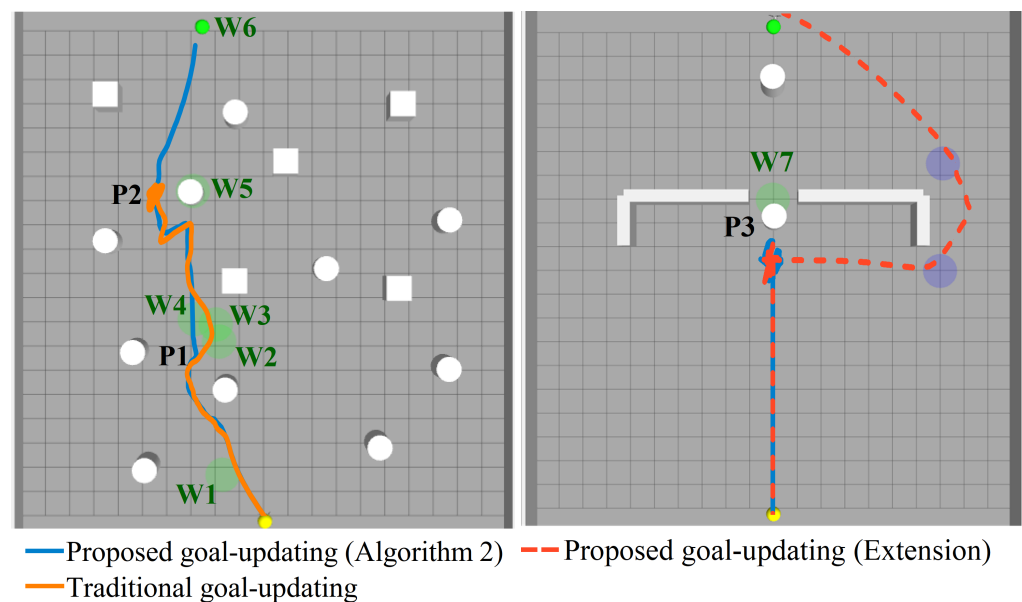 W6
P2
W5
W4
W3
P1
W2
W1
W7
P3
Proposed goal-updating (Algorithm 2)
Traditional goal-updating
Proposed goal-updating (Extension)